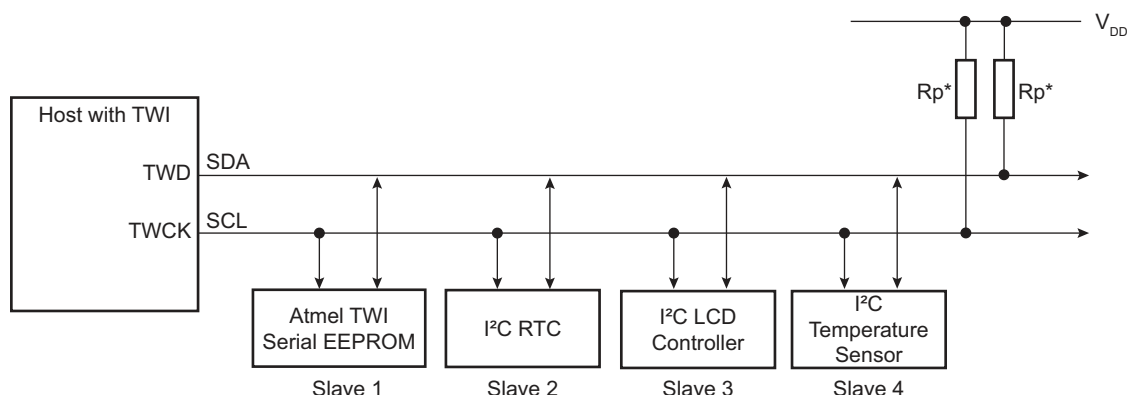 V_DD
Rp* Rp*
Host with TWI
TWD SDA
TWCK SCL
Atmel TWI
Serial EEPROM
I²C RTC
I²C LCD
Controller
I²C
Temperature
Sensor
Slave 1 Slave 2 Slave 3 Slave 4